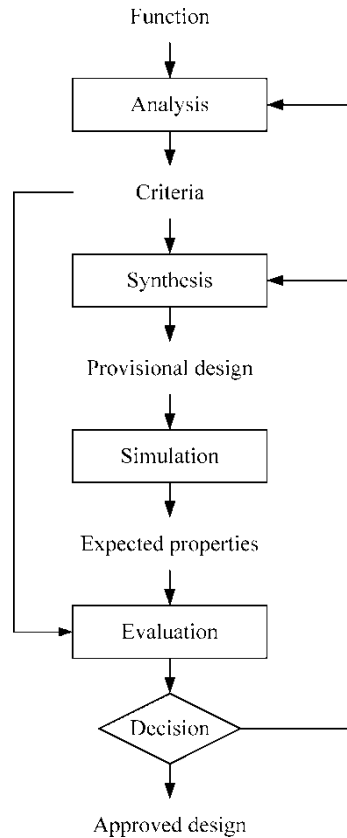 Function
Analysis
Criteria
Synthesis
Provisional design
Simulation
Expected properties
Evaluation
Decision
Approved design